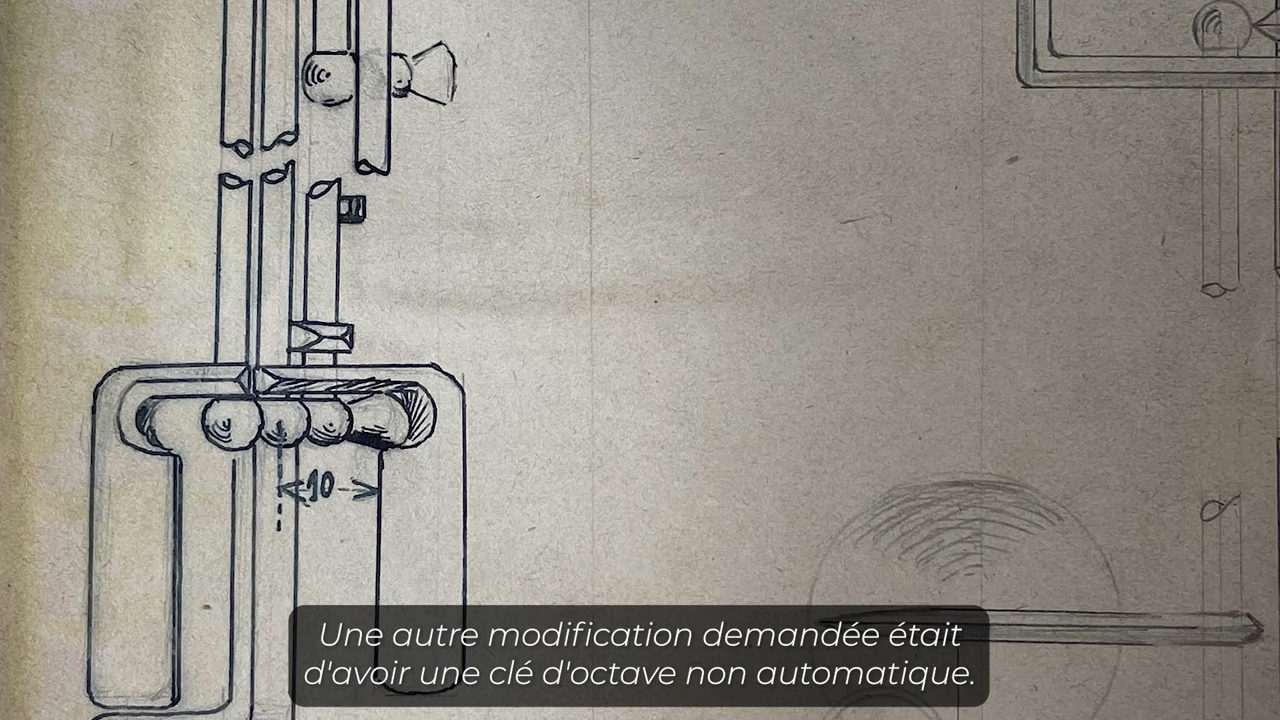 10
Une autre modification demandée était
d'avoir une clé d'octave non automatique.